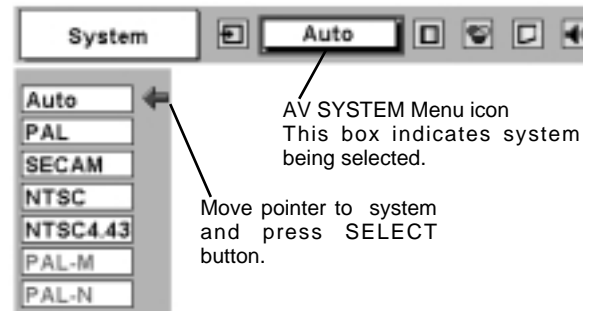 System
Auto
Auto
PAL
SECAM
NTSC
NTSC4.43
PAL-M
PAL-N
AV SYSTEM Menu icon
This box indicates system
being selected.
Move pointer to system
and press SELECT
button.